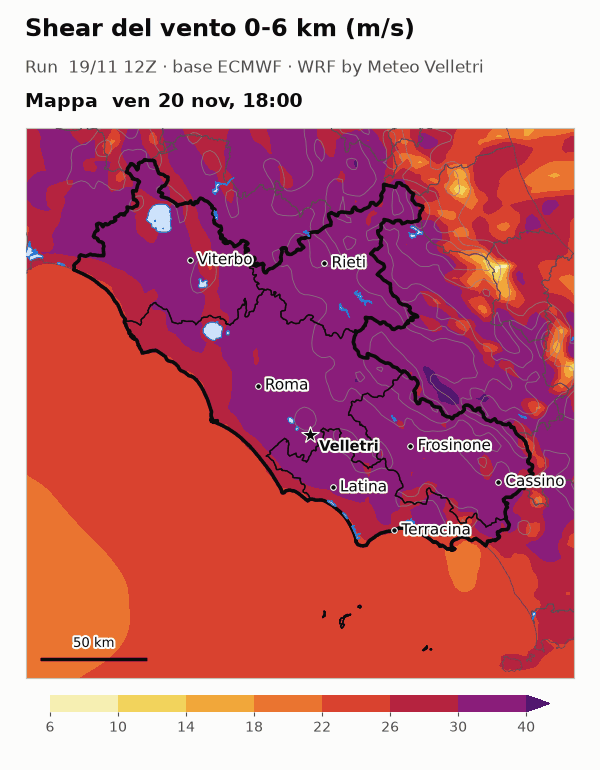 Shear del vento 0-6 km (m/s)
Run  19/11 12Z · base ECMWF · WRF by Meteo Velletri
Mappa  ven 20 nov, 18:00
Viterbo
Rieti
Roma
Velletri
Frosinone
Cassino
Latina
Terracina
50 km
6 10 14 18 22 26 30 40